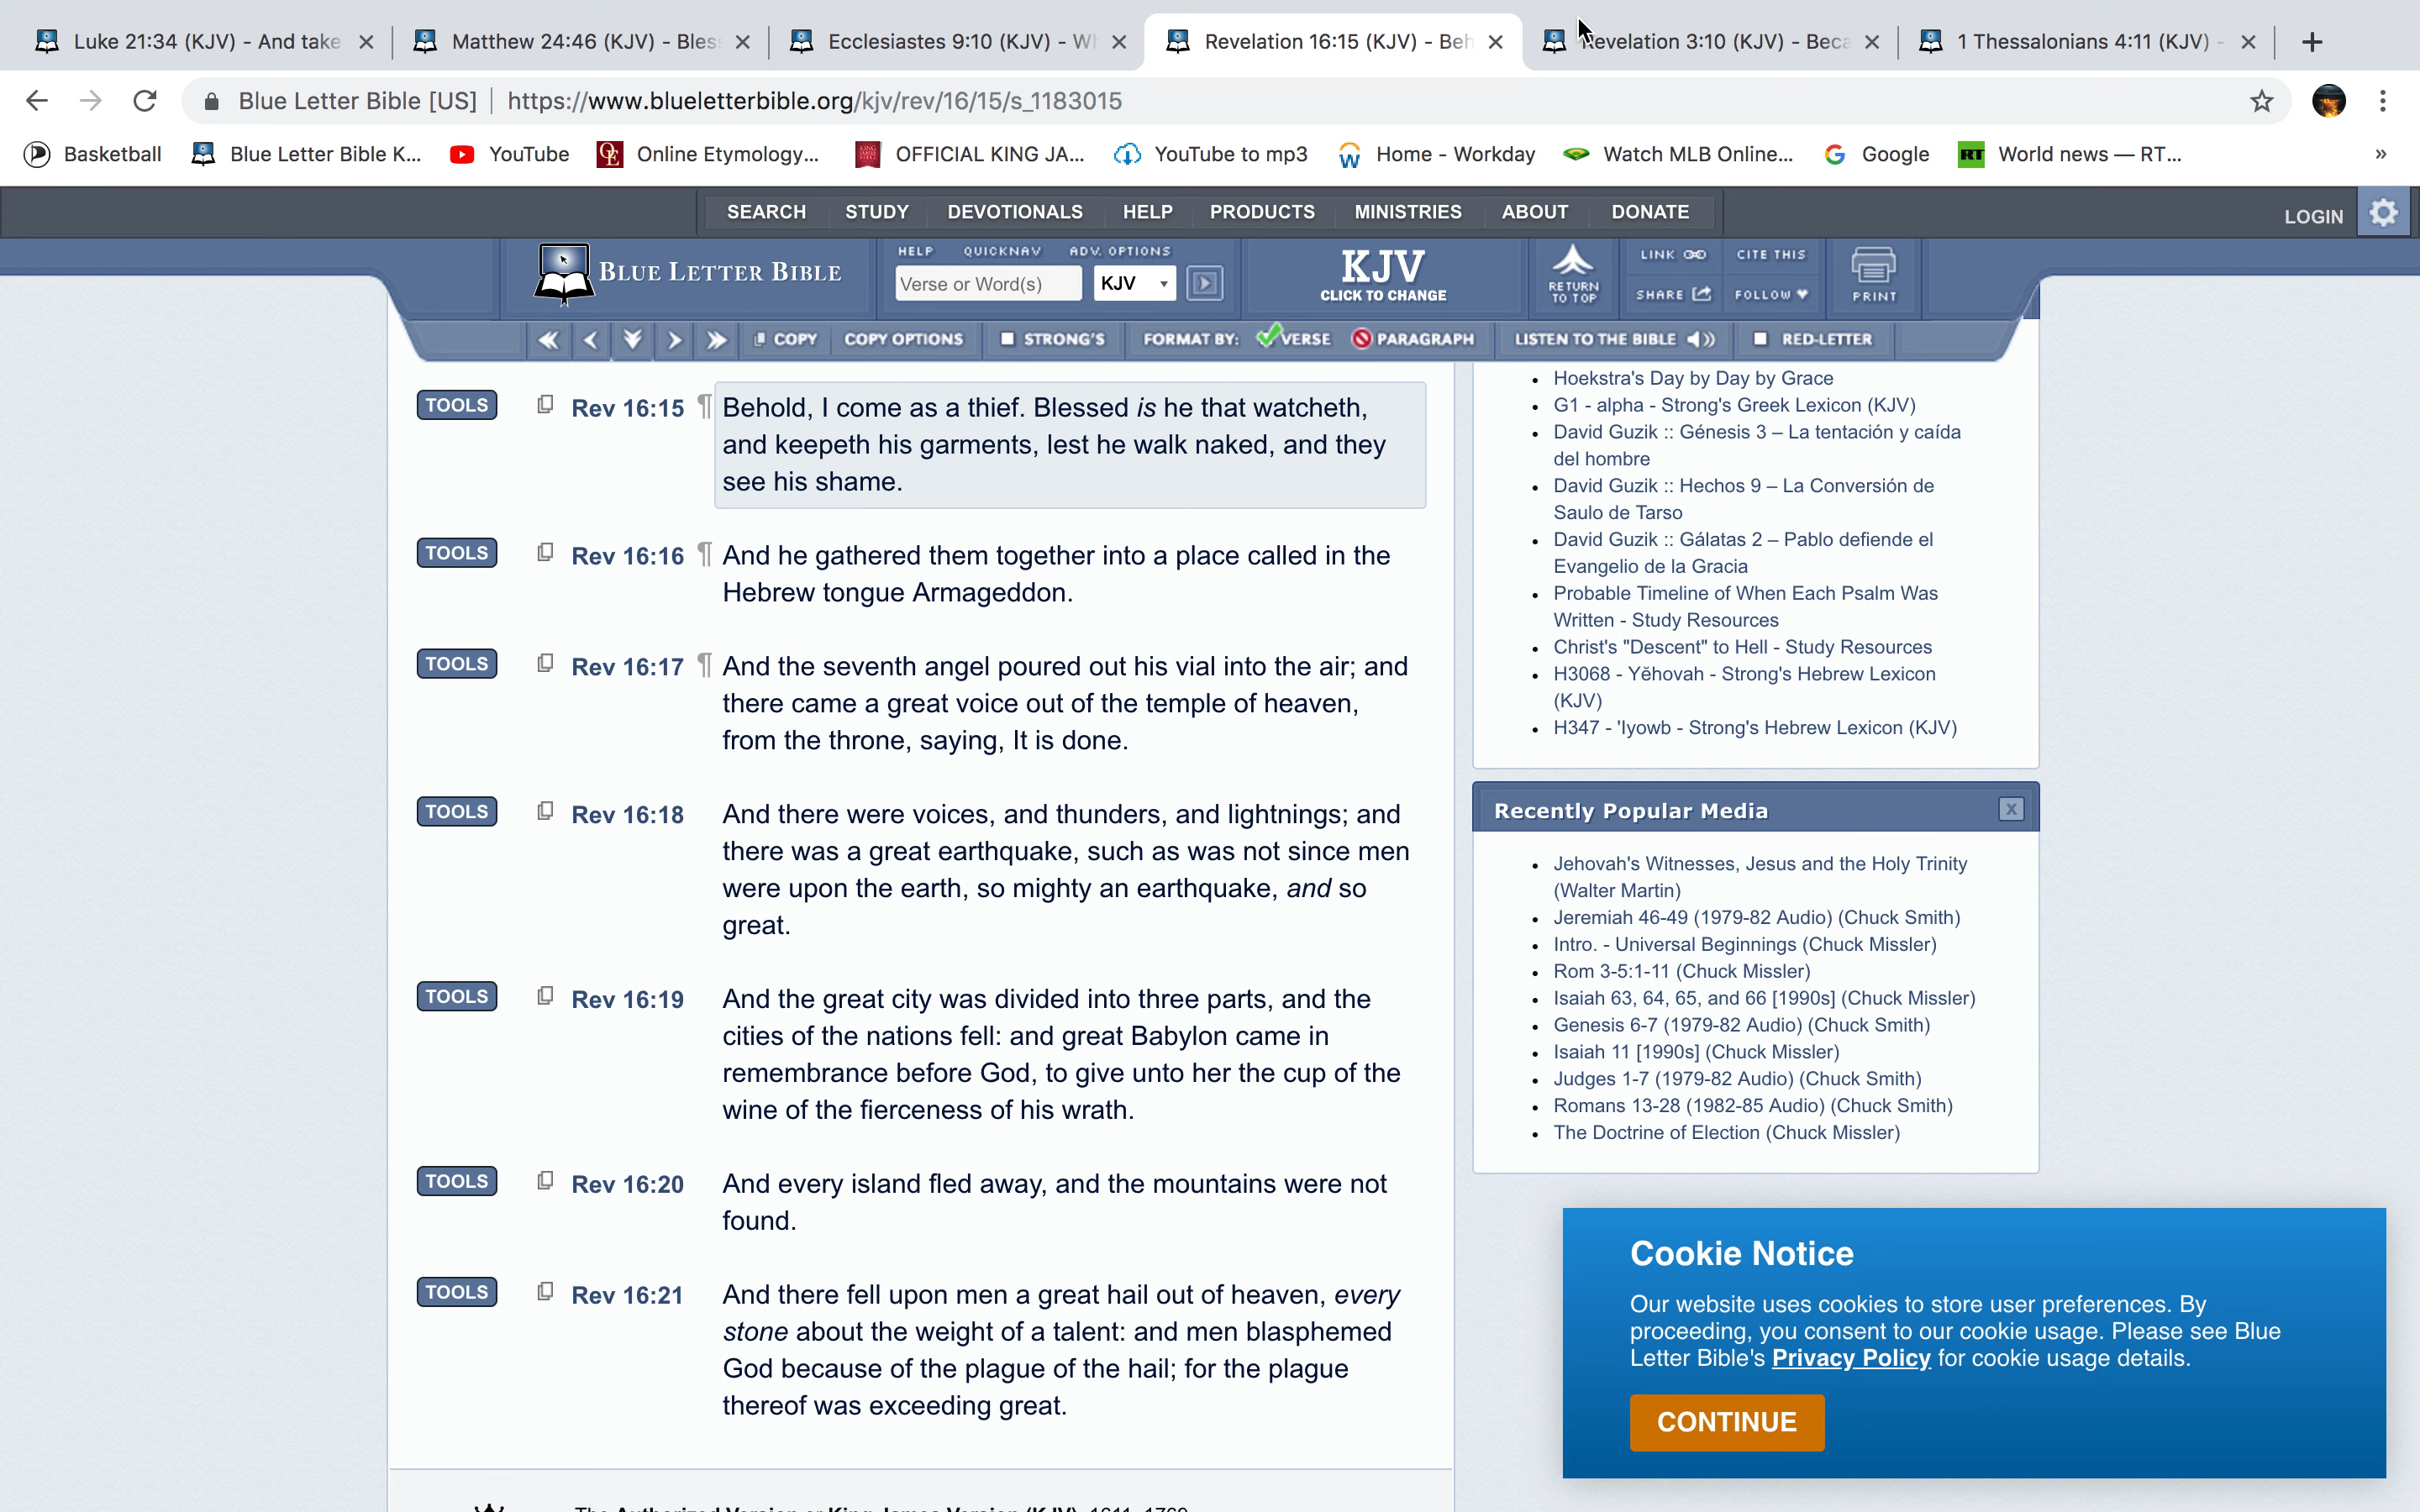 Luke 21:34 (KJV) - And take
Matthew 24:46 (KJV) - Bles
Ecclesiastes 9:10 (KJV) - W
Revelation 16:15 (KJV) - Beh
Revelation 3:10 (KJV) - Beca
1 Thessalonians 4:11 (KJV) -
Blue Letter Bible [US] https://www.blueletterbible.org/kjv/rev/16/15/s_1183015
Basketball Blue Letter Bible K... YouTube Online Etymology... OFFICIAL KING JA... YouTube to mp3 Home - Workday Watch MLB Online... Google World news — RT... »
SEARCH STUDY DEVOTIONALS HELP PRODUCTS MINISTRIES ABOUT DONATE
LOGIN
BLUE LETTER BIBLE
HELP QUICKNAV ADV. OPTIONS
Verse or Word(s) KJV
KJV
CLICK TO CHANGE
RETURN
TO TOP
LINK CITE THIS
SHARE FOLLOW
PRINT
COPY COPY OPTIONS STRONG'S FORMAT BY: VERSE PARAGRAPH LISTEN TO THE BIBLE RED-LETTER
TOOLS Rev 16:15 ¶ Behold, I come as a thief. Blessed is he that watcheth,
and keepeth his garments, lest he walk naked, and they
see his shame.
TOOLS Rev 16:16 ¶ And he gathered them together into a place called in the
Hebrew tongue Armageddon.
TOOLS Rev 16:17 ¶ And the seventh angel poured out his vial into the air; and
there came a great voice out of the temple of heaven,
from the throne, saying, It is done.
TOOLS Rev 16:18 And there were voices, and thunders, and lightnings; and
there was a great earthquake, such as was not since men
were upon the earth, so mighty an earthquake, and so
great.
TOOLS Rev 16:19 And the great city was divided into three parts, and the
cities of the nations fell: and great Babylon came in
remembrance before God, to give unto her the cup of the
wine of the fierceness of his wrath.
TOOLS Rev 16:20 And every island fled away, and the mountains were not
found.
TOOLS Rev 16:21 And there fell upon men a great hail out of heaven, every
stone about the weight of a talent: and men blasphemed
God because of the plague of the hail; for the plague
thereof was exceeding great.
The Authorized Version or King James Version (KJV), 1611, 1769
Hoekstra's Day by Day by Grace
G1 - alpha - Strong's Greek Lexicon (KJV)
David Guzik :: Génesis 3 – La tentación y caída
del hombre
David Guzik :: Hechos 9 – La Conversión de
Saulo de Tarso
David Guzik :: Gálatas 2 – Pablo defiende el
Evangelio de la Gracia
Probable Timeline of When Each Psalm Was
Written - Study Resources
Christ's "Descent" to Hell - Study Resources
H3068 - Yĕhovah - Strong's Hebrew Lexicon
(KJV)
H347 - 'Iyowb - Strong's Hebrew Lexicon (KJV)
Recently Popular Media X
Jehovah's Witnesses, Jesus and the Holy Trinity
(Walter Martin)
Jeremiah 46-49 (1979-82 Audio) (Chuck Smith)
Intro. - Universal Beginnings (Chuck Missler)
Rom 3-5:1-11 (Chuck Missler)
Isaiah 63, 64, 65, and 66 [1990s] (Chuck Missler)
Genesis 6-7 (1979-82 Audio) (Chuck Smith)
Isaiah 11 [1990s] (Chuck Missler)
Judges 1-7 (1979-82 Audio) (Chuck Smith)
Romans 13-28 (1982-85 Audio) (Chuck Smith)
The Doctrine of Election (Chuck Missler)
Cookie Notice
Our website uses cookies to store user preferences. By
proceeding, you consent to our cookie usage. Please see Blue
Letter Bible's Privacy Policy for cookie usage details.
CONTINUE